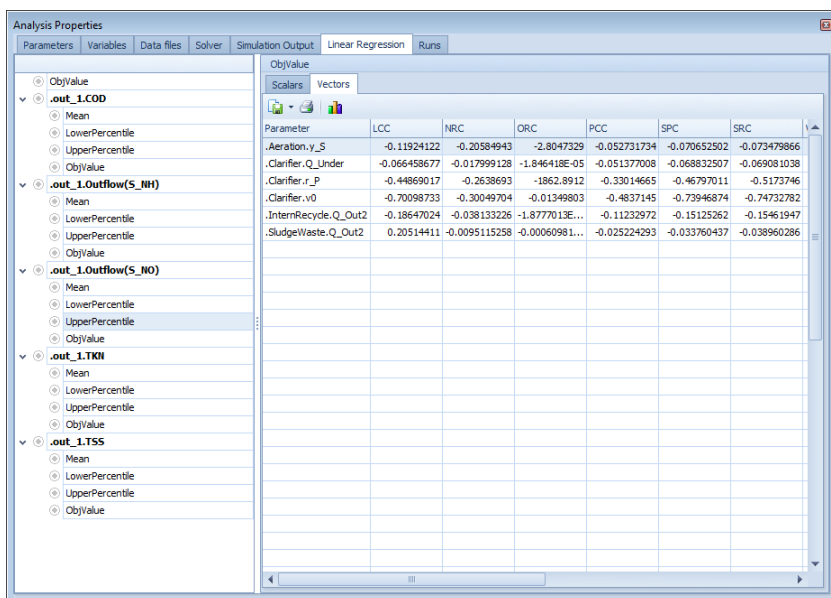 Analysis Properties
Parameters Variables Data files Solver Simulation Output Linear Regression Runs
ObjValue
.out_1.COD
Mean
LowerPercentile
UpperPercentile
ObjValue
.out_1.Outflow(S_NH)
Mean
LowerPercentile
UpperPercentile
ObjValue
.out_1.Outflow(S_NO)
Mean
LowerPercentile
UpperPercentile
ObjValue
.out_1.TKN
Mean
LowerPercentile
UpperPercentile
ObjValue
.out_1.TSS
Mean
LowerPercentile
UpperPercentile
ObjValue
ObjValue
Scalars Vectors
Parameter LCC NRC ORC PCC SPC SRC
.Aeration.y_S -0.11924122 -0.20584943 -2.8047329 -0.052731734 -0.070652502 -0.073479866
.Clarifier.Q_Under -0.066458677 -0.017999128 -1.846418E-05 -0.051377008 -0.068832507 -0.069081038
.Clarifier.r_P -0.44869017 -0.2638693 -1862.8912 -0.33014665 -0.46797011 -0.5173746
.Clarifier.v0 -0.70098733 -0.30049704 -0.01349803 -0.4837145 -0.73946874 -0.74732782
.InternRecycle.Q_Out2 -0.18647024 -0.038133226 -1.8777013E... -0.11232972 -0.15125262 -0.15461947
.SludgeWaste.Q_Out2 0.20514411 -0.0095115258 -0.00060981... -0.025224293 -0.033760437 -0.038960286